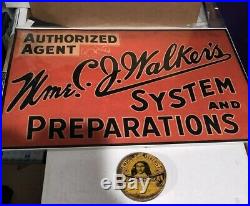 AUTHORIZED
AGENT
Mme. C. J. Walker's
SYSTEM
AND
PREPARATIONS